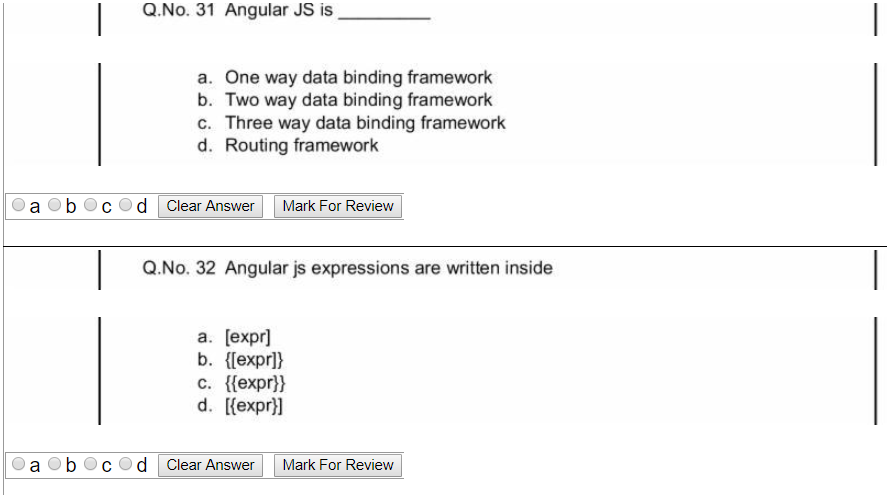 Q.No. 31 Angular JS is __________
a. One way data binding framework
b. Two way data binding framework
c. Three way data binding framework
d. Routing framework
a b c d Clear Answer Mark For Review
Q.No. 32 Angular js expressions are written inside
a. [expr]
b. {[expr]}
c. {{expr}}
d. [{expr}]
a b c d Clear Answer Mark For Review